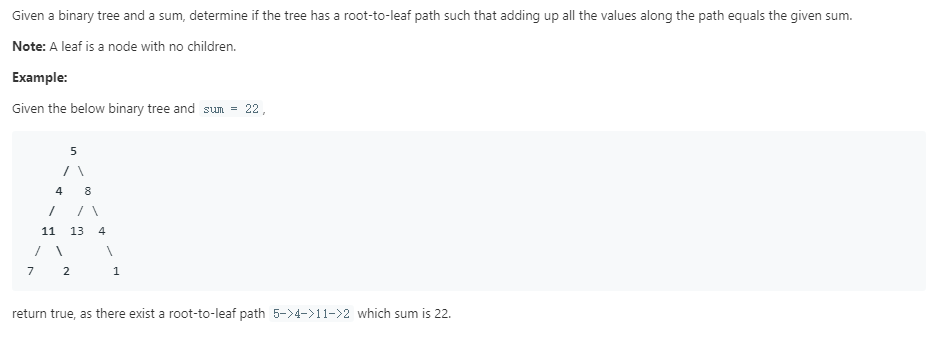 Given a binary tree and a sum, determine if the tree has a root-to-leaf path such that adding up all the values along the path equals the given sum.
Note: A leaf is a node with no children.
Example:
Given the below binary tree and sum = 22,
5
/ \
4 8
/ / \
11 13 4
/ \ \
7 2 1
return true, as there exist a root-to-leaf path 5->4->11->2 which sum is 22.